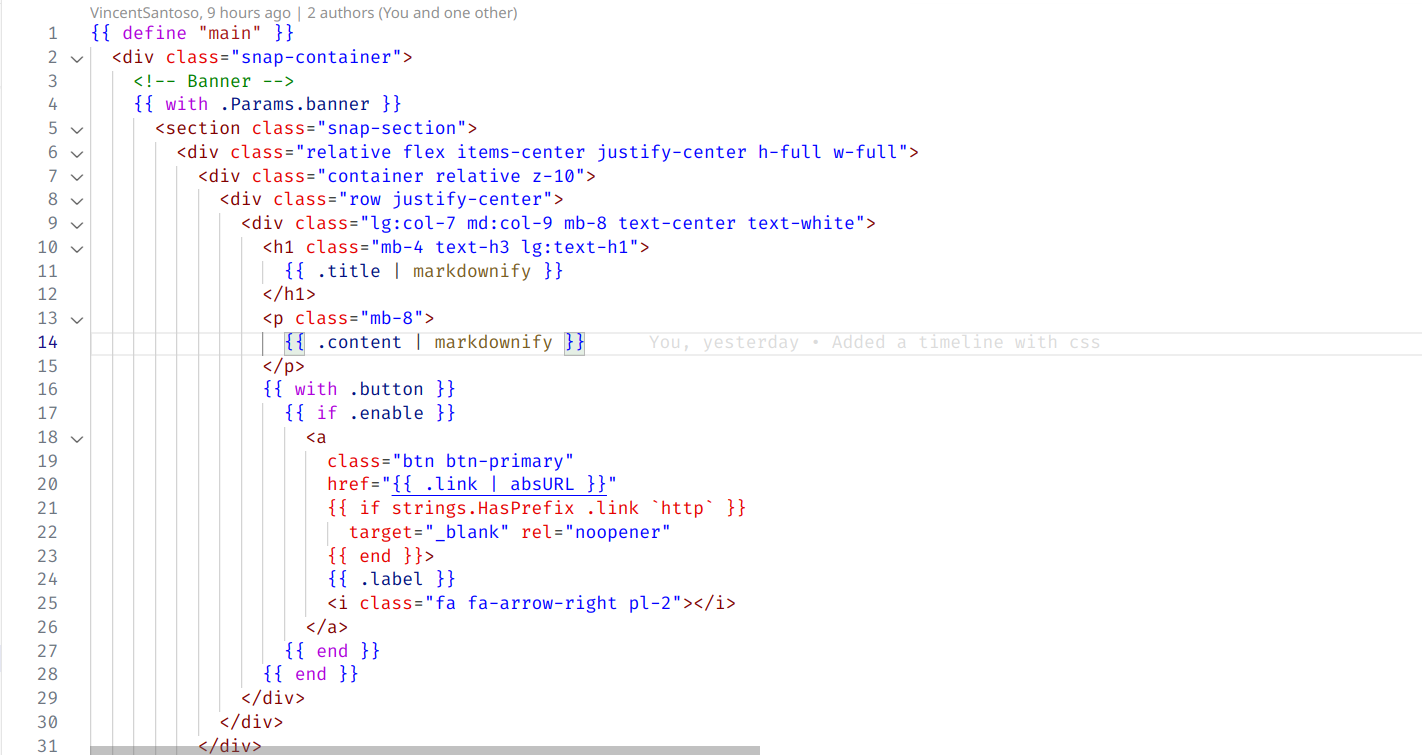 VincentSantoso, 9 hours ago | 2 authors (You and one other)
1 {{ define "main" }}
2 <div class="snap-container">
3 <!-- Banner -->
4 {{ with .Params.banner }}
5 <section class="snap-section">
6 <div class="relative flex items-center justify-center h-full w-full">
7 <div class="container relative z-10">
8 <div class="row justify-center">
9 <div class="lg:col-7 md:col-9 mb-8 text-center text-white">
10 <h1 class="mb-4 text-h3 lg:text-h1">
11 {{ .title | markdownify }}
12 </h1>
13 <p class="mb-8">
14 {{ .content | markdownify }} You, yesterday • Added a timeline with css
15 </p>
16 {{ with .button }}
17 {{ if .enable }}
18 <a
19 class="btn btn-primary"
20 href="{{ .link | absURL }}"
21 {{ if strings.HasPrefix .link `http` }}
22 target="_blank" rel="noopener"
23 {{ end }}>
24 {{ .label }}
25 <i class="fa fa-arrow-right pl-2"></i>
26 </a>
27 {{ end }}
28 {{ end }}
29 </div>
30 </div>
31 </div>